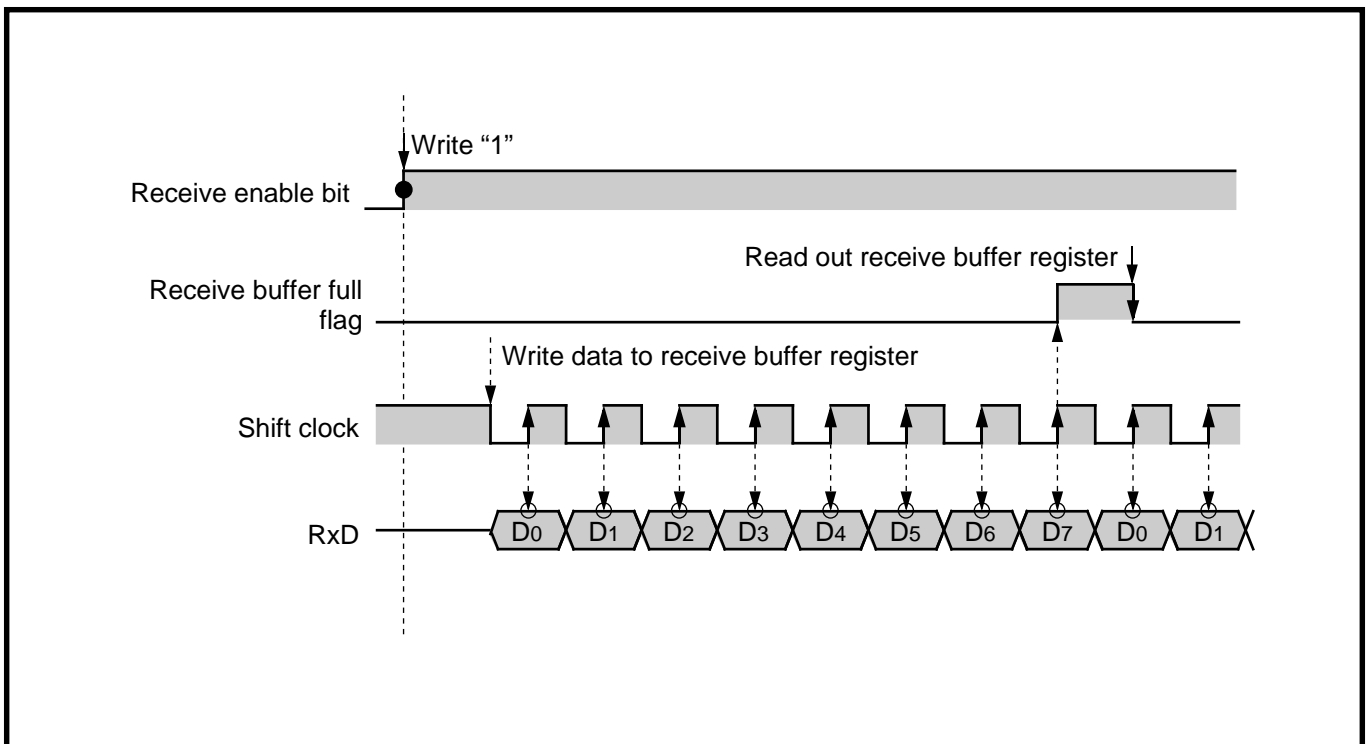 Write “1”
Receive enable bit
Read out receive buffer register
Receive buffer full
flag
Write data to receive buffer register
Shift clock
RxD
D0 D1 D2 D3 D4 D5 D6 D7 D0 D1